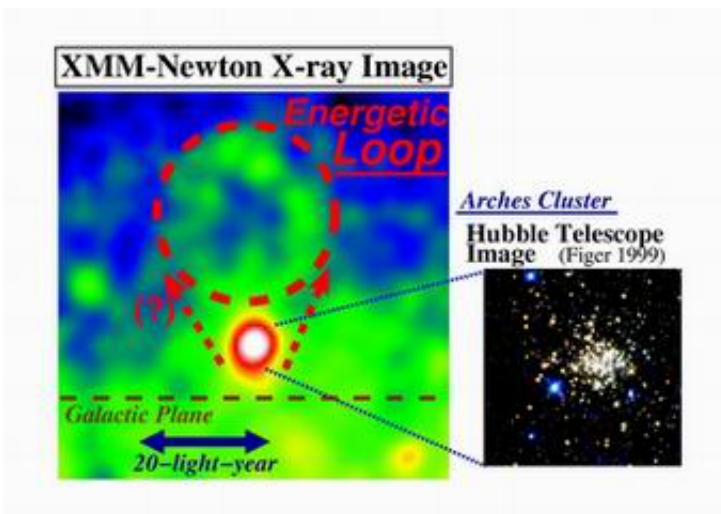 XMM-Newton X-ray Image
Energetic
Loop
Arches Cluster
Hubble Telescope
Image (Figer 1999)
(?)
Galactic Plane
20-light-year